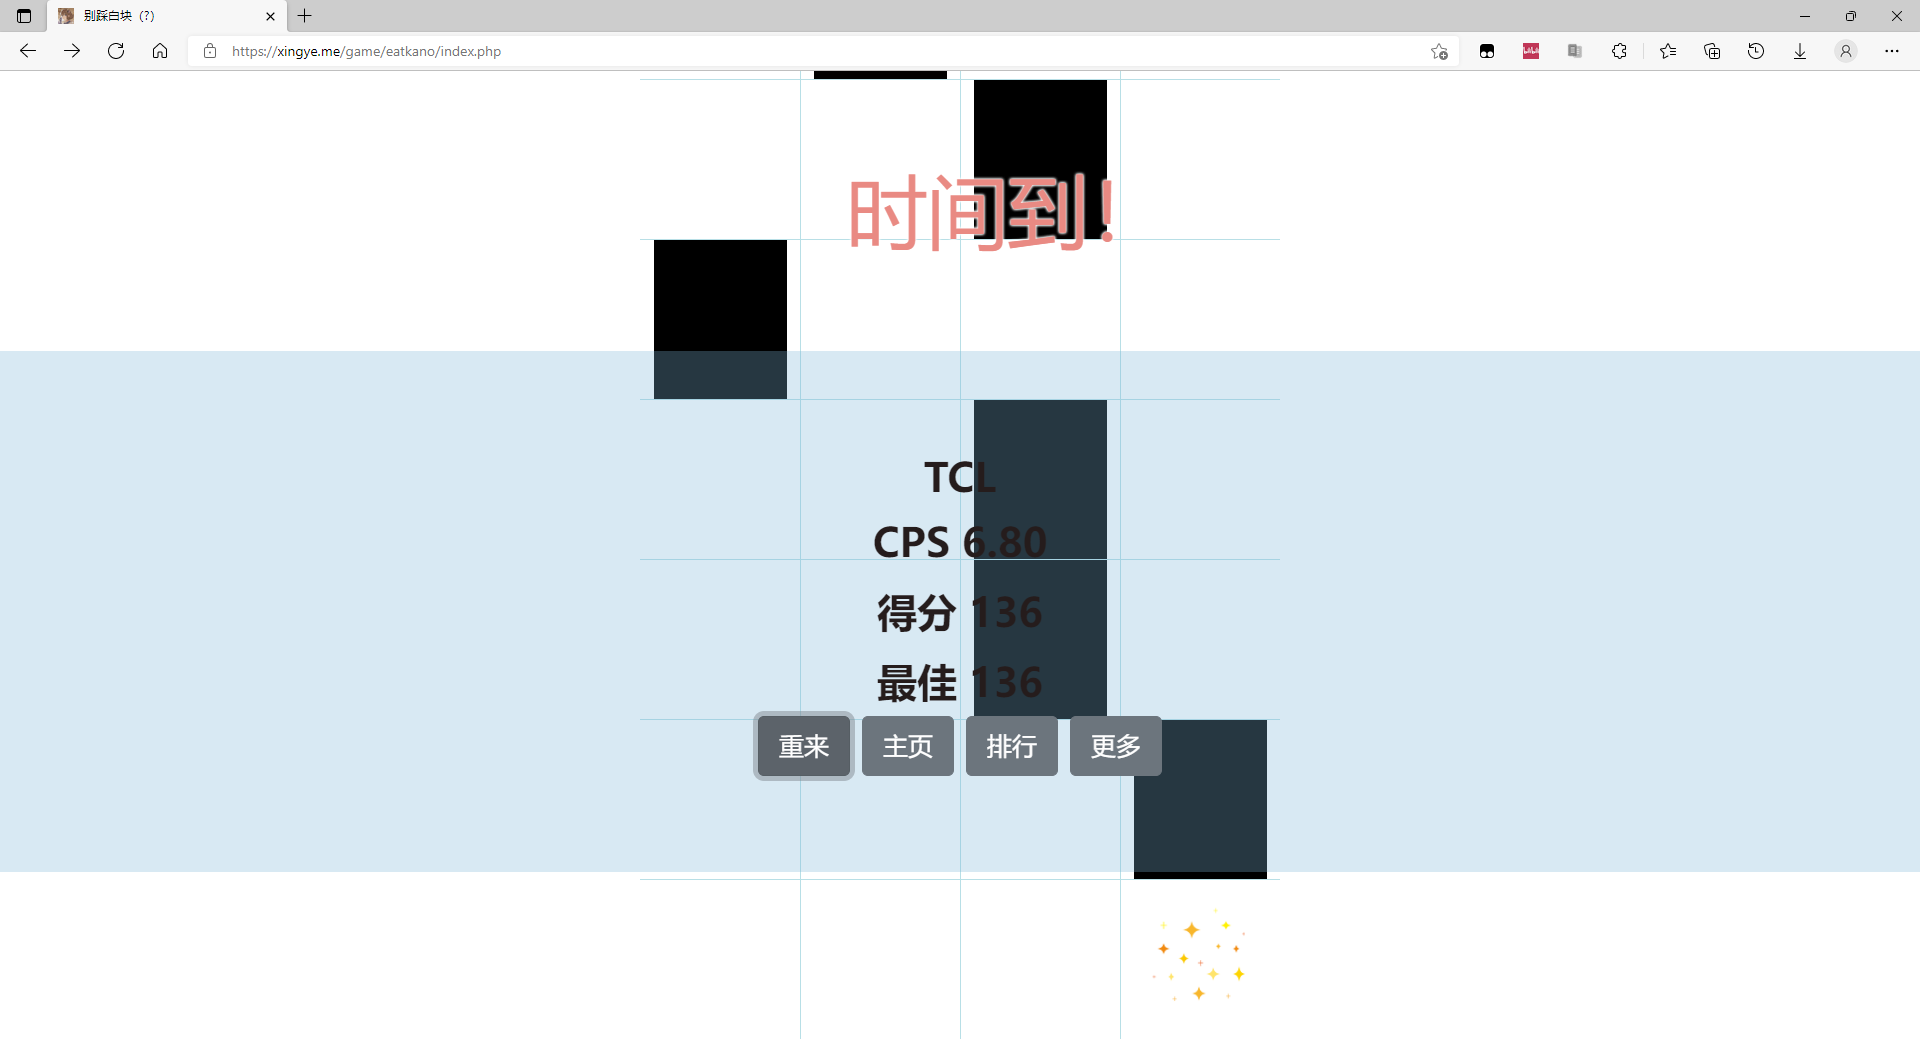 别踩白块（?）
https://xingye.me/game/eatkano/index.php
时间到！
TCL
CPS 6.80
得分 136
最佳 136
重来 主页 排行 更多